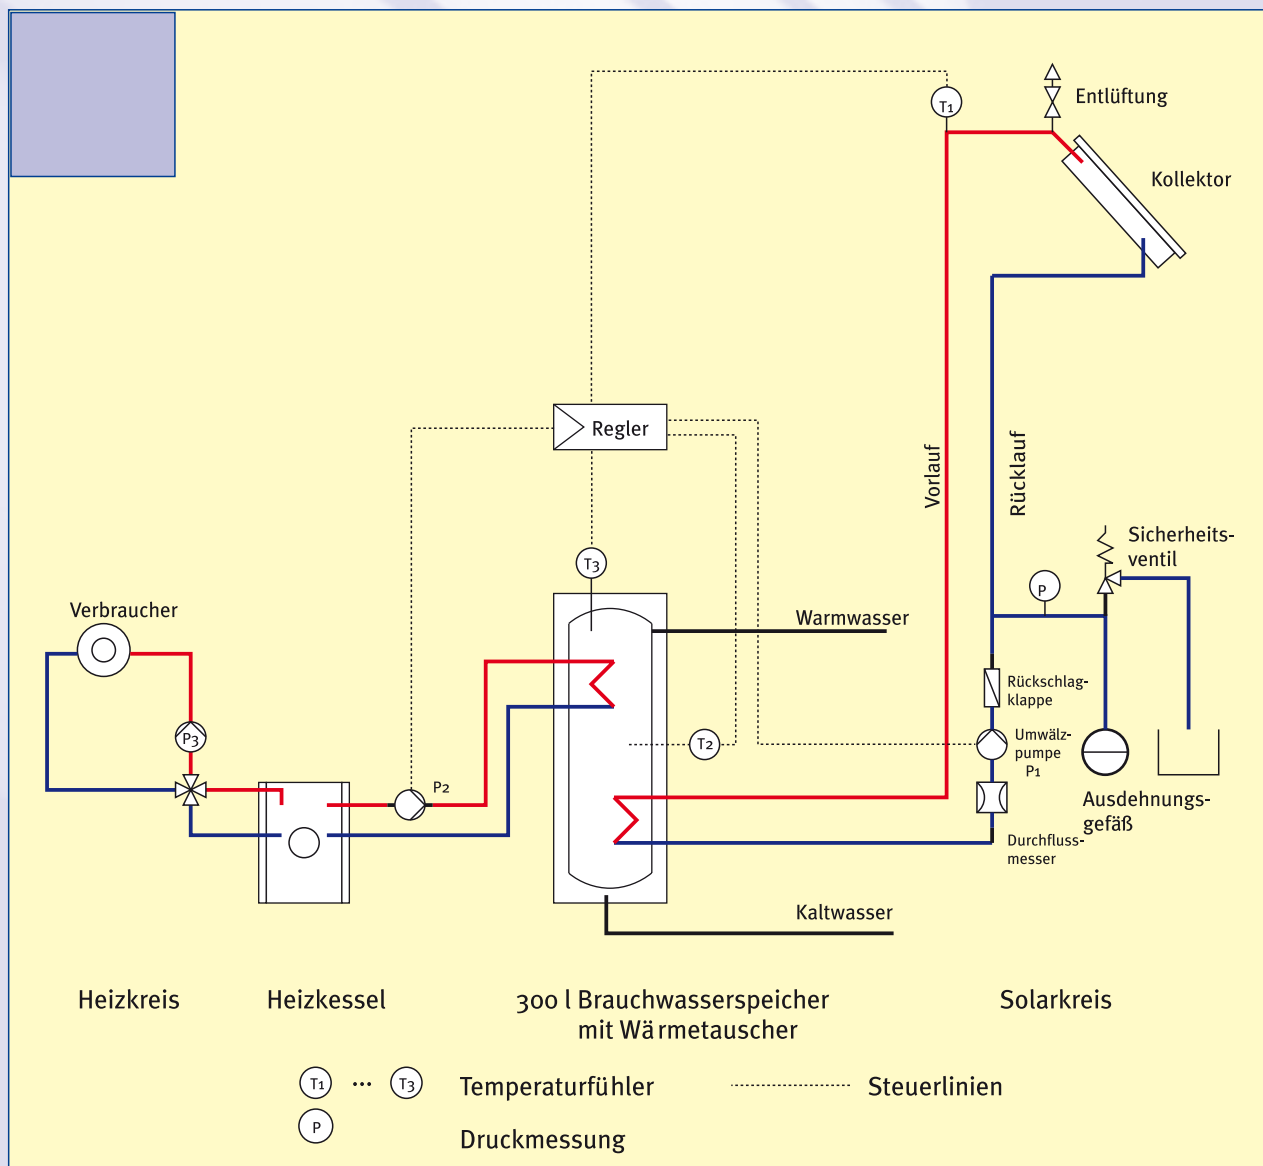 T1
Entlüftung
Kollektor
Regler
Vorlauf
Rücklauf
T3
Sicherheits-
ventil
P
Verbraucher
Warmwasser
Rückschlag-
klappe
P3
T2
Umwälz-
pumpe
P1
P2
Ausdehnungs-
gefäß
Durchfluss-
messer
Kaltwasser
Heizkreis
Heizkessel
300 l Brauchwasserspeicher
mit Wärmetauscher
Solarkreis
T1 ... T3 Temperaturfühler
Steuerlinien
P Druckmessung